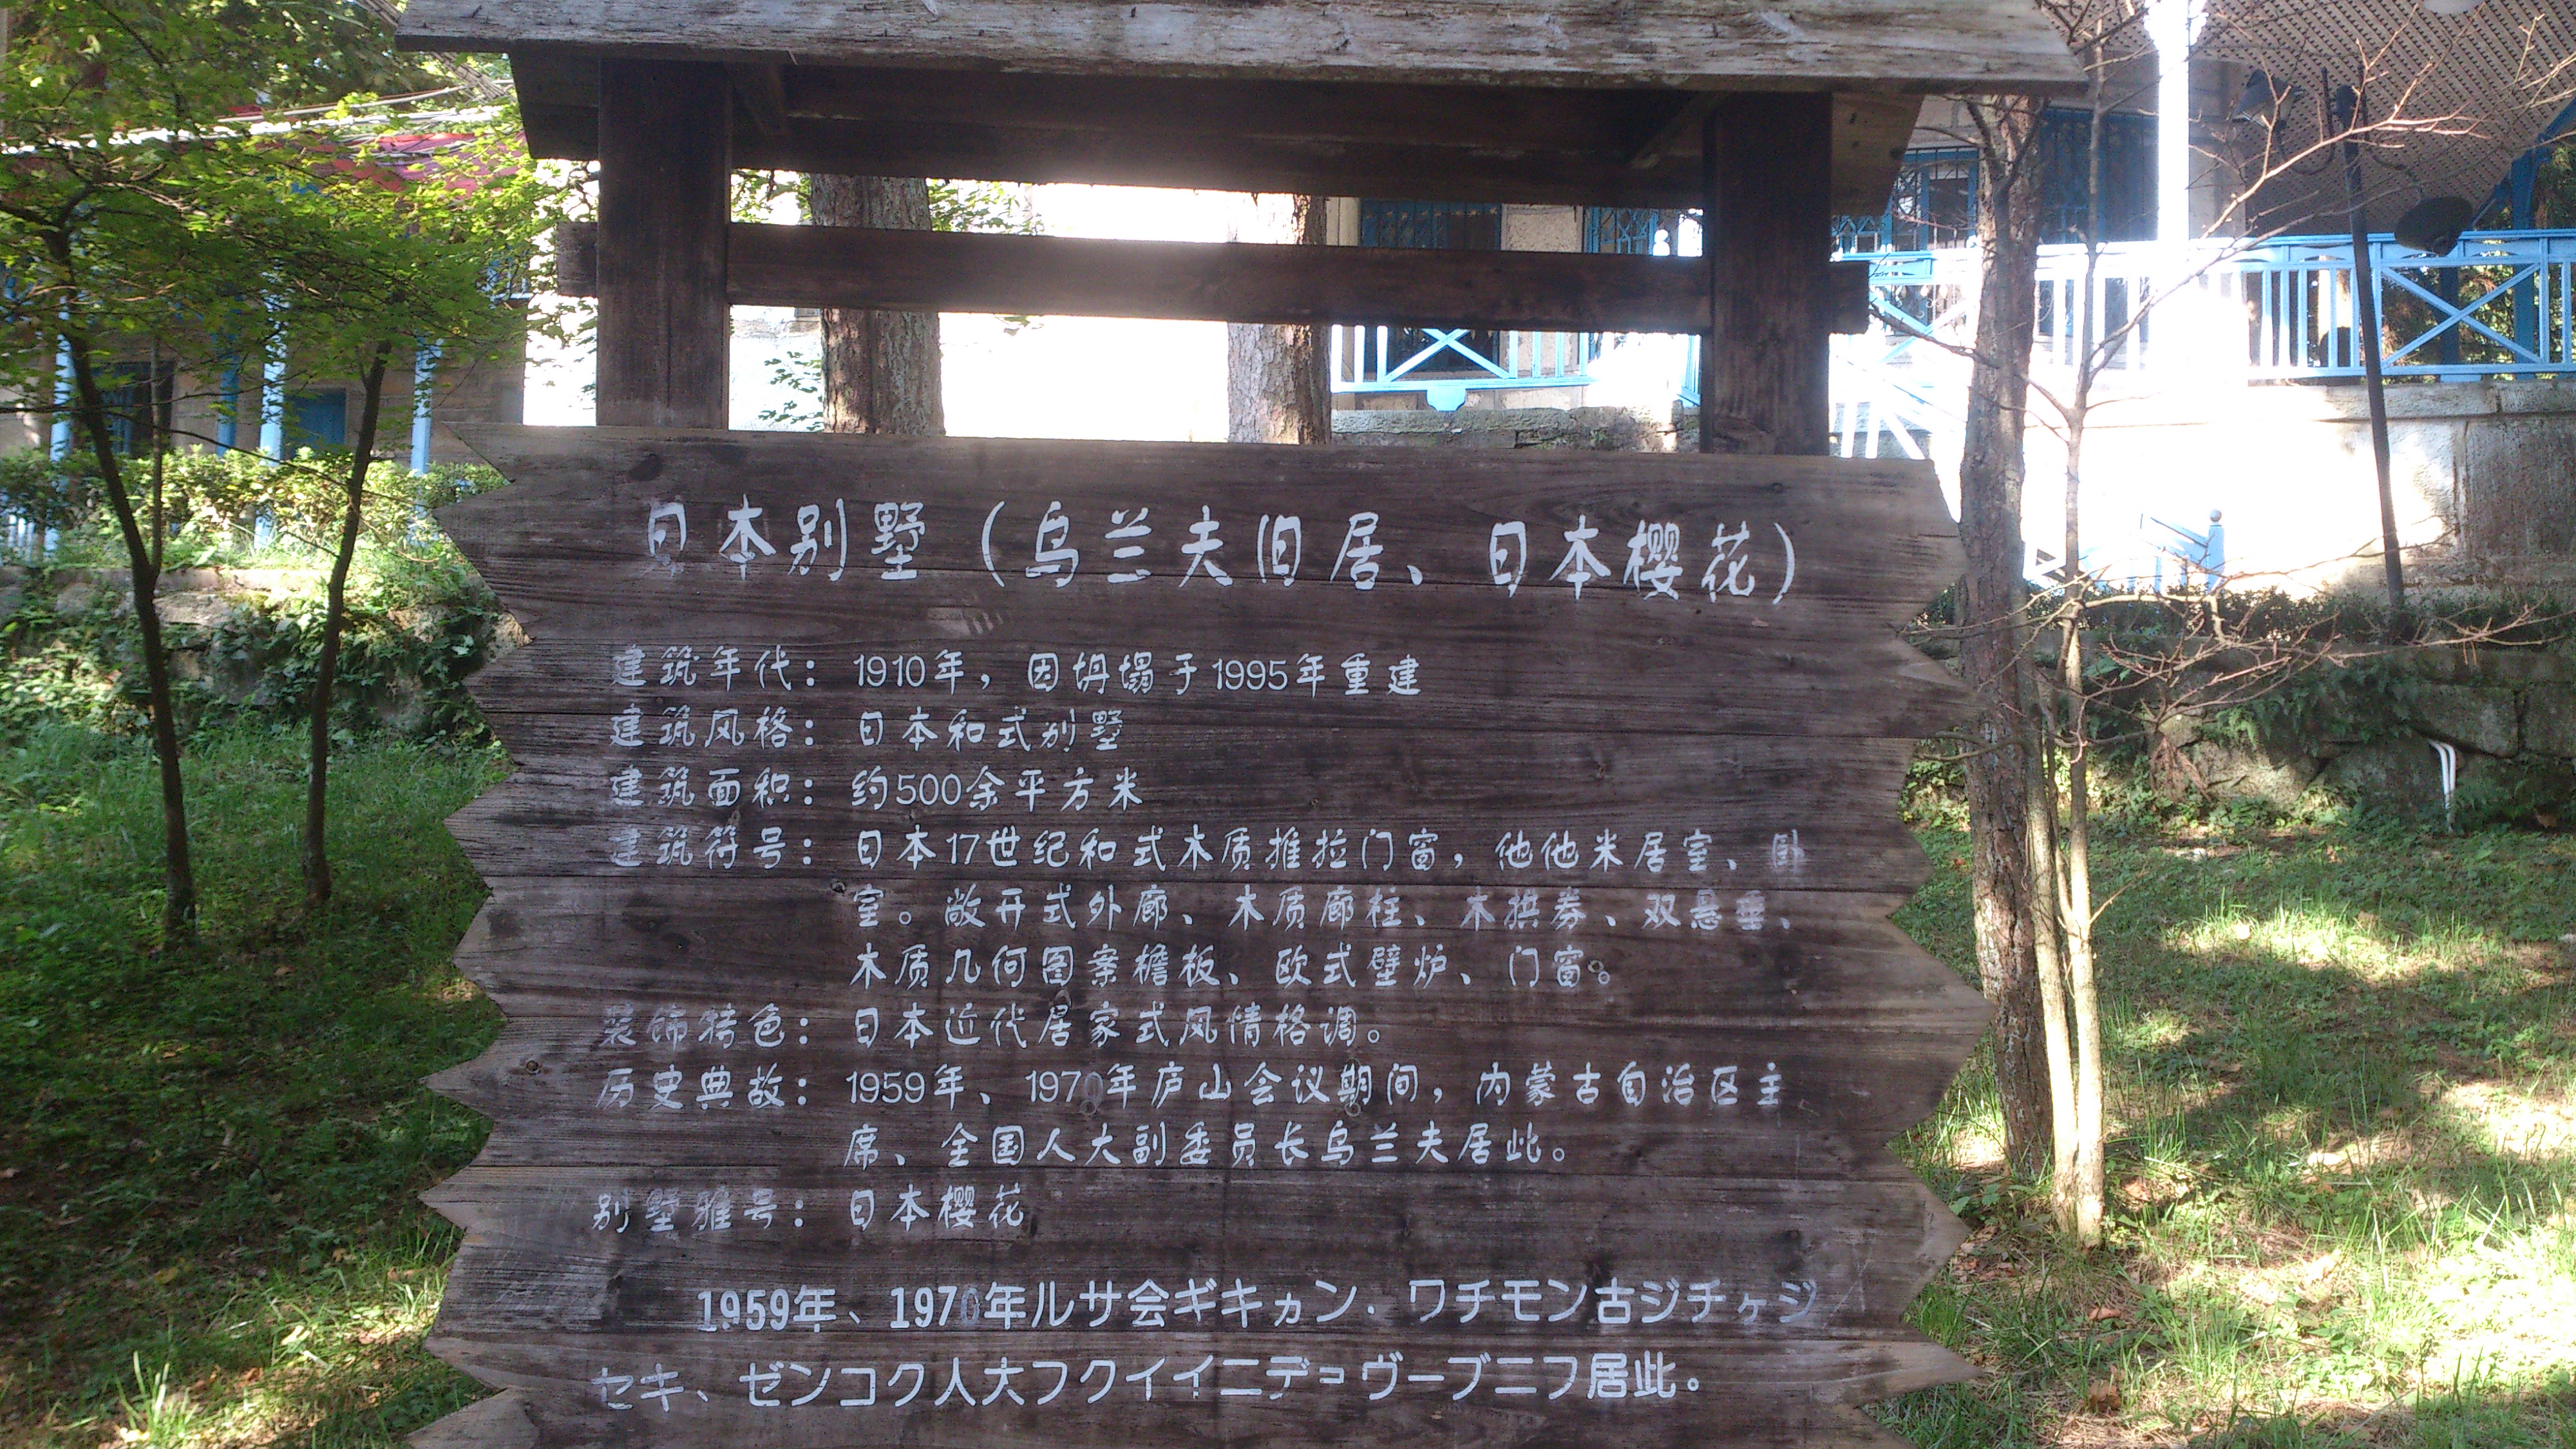 日本别墅（乌兰夫旧居、日本樱花）
建筑年代：1910年，因坍塌于1995年重建
建筑风格：日本和式别墅
建筑面积：约500余平方米
建筑符号：日本17世纪和式木质推拉门窗，他他米居室、卧
室。敞开式外廊、木质廊柱、木拱券、双悬垂、
木质几何图案檐板、欧式壁炉、门窗。
装饰特色：日本近代居家式风情格调。
历史典故：1959年、1970年庐山会议期间，内蒙古自治区主
席、全国人大副委员长乌兰夫居此。
别墅雅号：日本樱花
1959年、1970年ルサ会ギキヵン．ワチモン古ジチヶジ
セキ、ゼンコク人大フクイイニデョヴーブニフ居此。